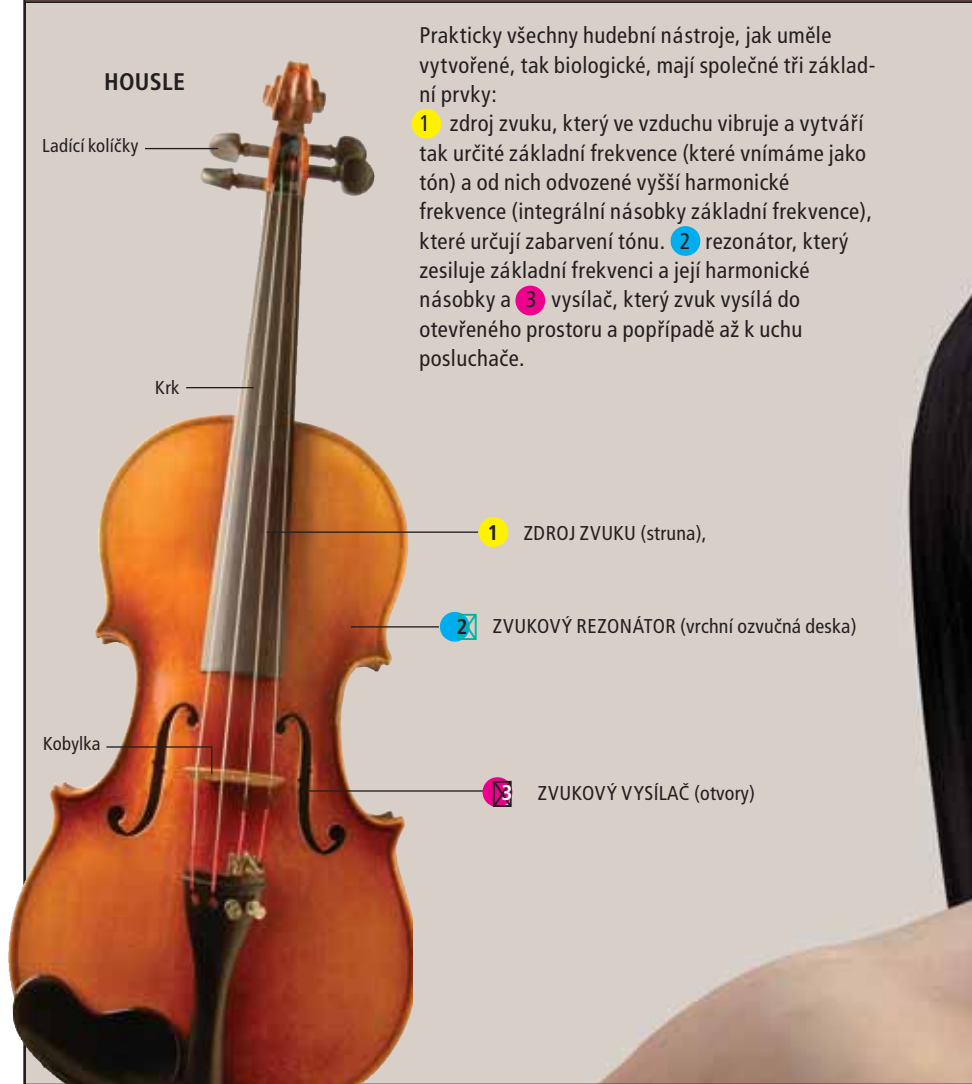 HOUSLE
Prakticky všechny hudební nástroje, jak uměle
vytvořené, tak biologické, mají společné tři základ-
ní prvky:
1 zdroj zvuku, který ve vzduchu vibruje a vytváří
tak určité základní frekvence (které vnímáme jako
tón) a od nich odvozené vyšší harmonické
frekvence (integrální násobky základní frekvence),
které určují zabarvení tónu. 2 rezonátor, který
zesiluje základní frekvenci a její harmonické
násobky a 3 vysílač, který zvuk vysílá do
otevřeného prostoru a popřípadě až k uchu
posluchače.
Ladící kolíčky
Krk
1 ZDROJ ZVUKU (struna),
2 ZVUKOVÝ REZONÁTOR (vrchní ozvučná deska)
Kobylka
3 ZVUKOVÝ VYSÍLAČ (otvory)